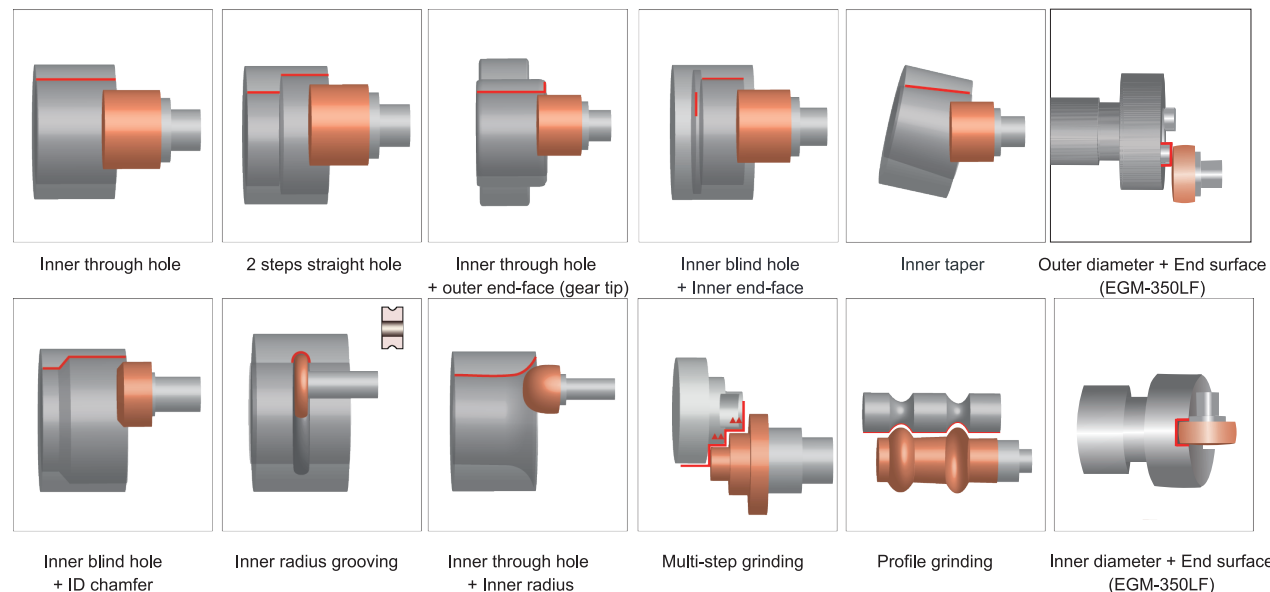 Inner through hole
2 steps straight hole
Inner through hole
+ outer end-face (gear tip)
Inner blind hole
+ Inner end-face
Inner taper
Outer diameter + End surface
(EGM-350LF)
Inner blind hole
+ ID chamfer
Inner radius grooving
Inner through hole
+ Inner radius
Multi-step grinding
Profile grinding
Inner diameter + End surface
(EGM-350LF)